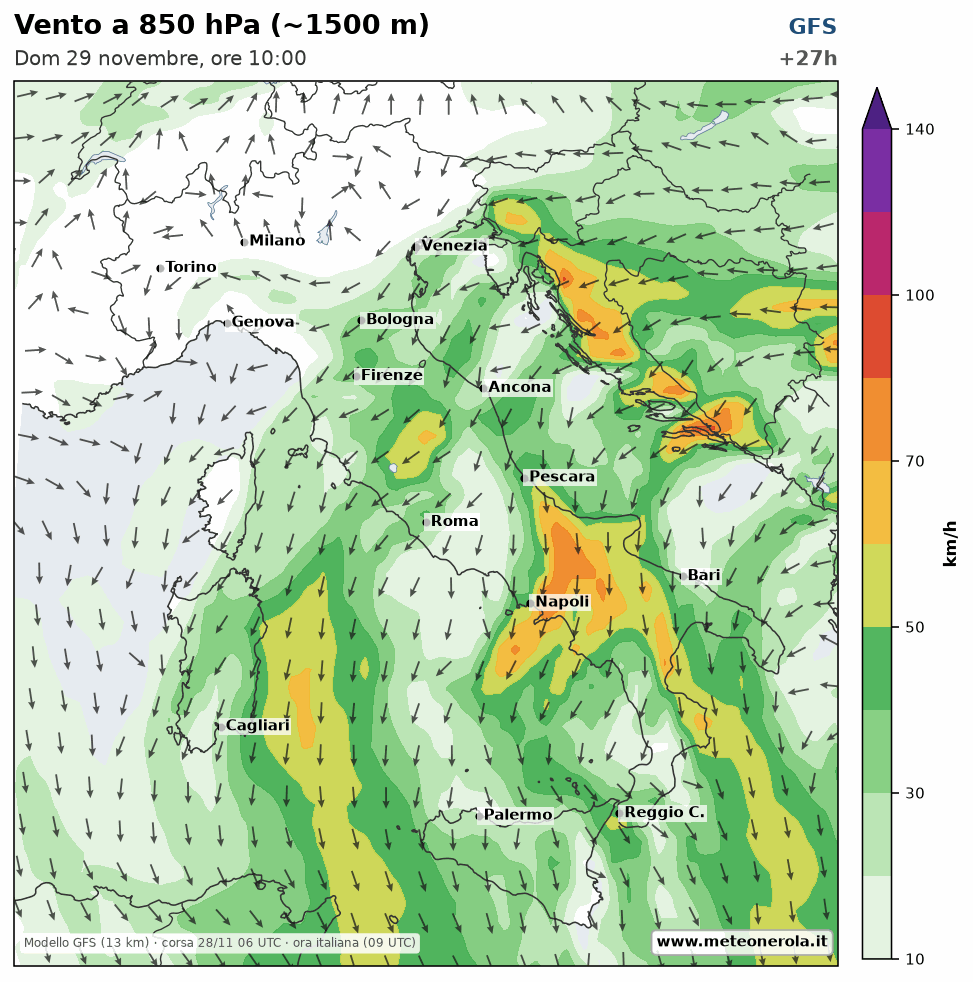 Vento a 850 hPa (~1500 m)
GFS
Dom 29 novembre, ore 10:00
+27h
140
Milano
Venezia
Torino
100
Genova
Bologna
Firenze
Ancona
70
Pescara
Roma
km/h
Bari
Napoli
50
Cagliari
30
Palermo
Reggio C.
Modello GFS (13 km) · corsa 28/11 06 UTC · ora italiana (09 UTC)
www.meteonerola.it
10